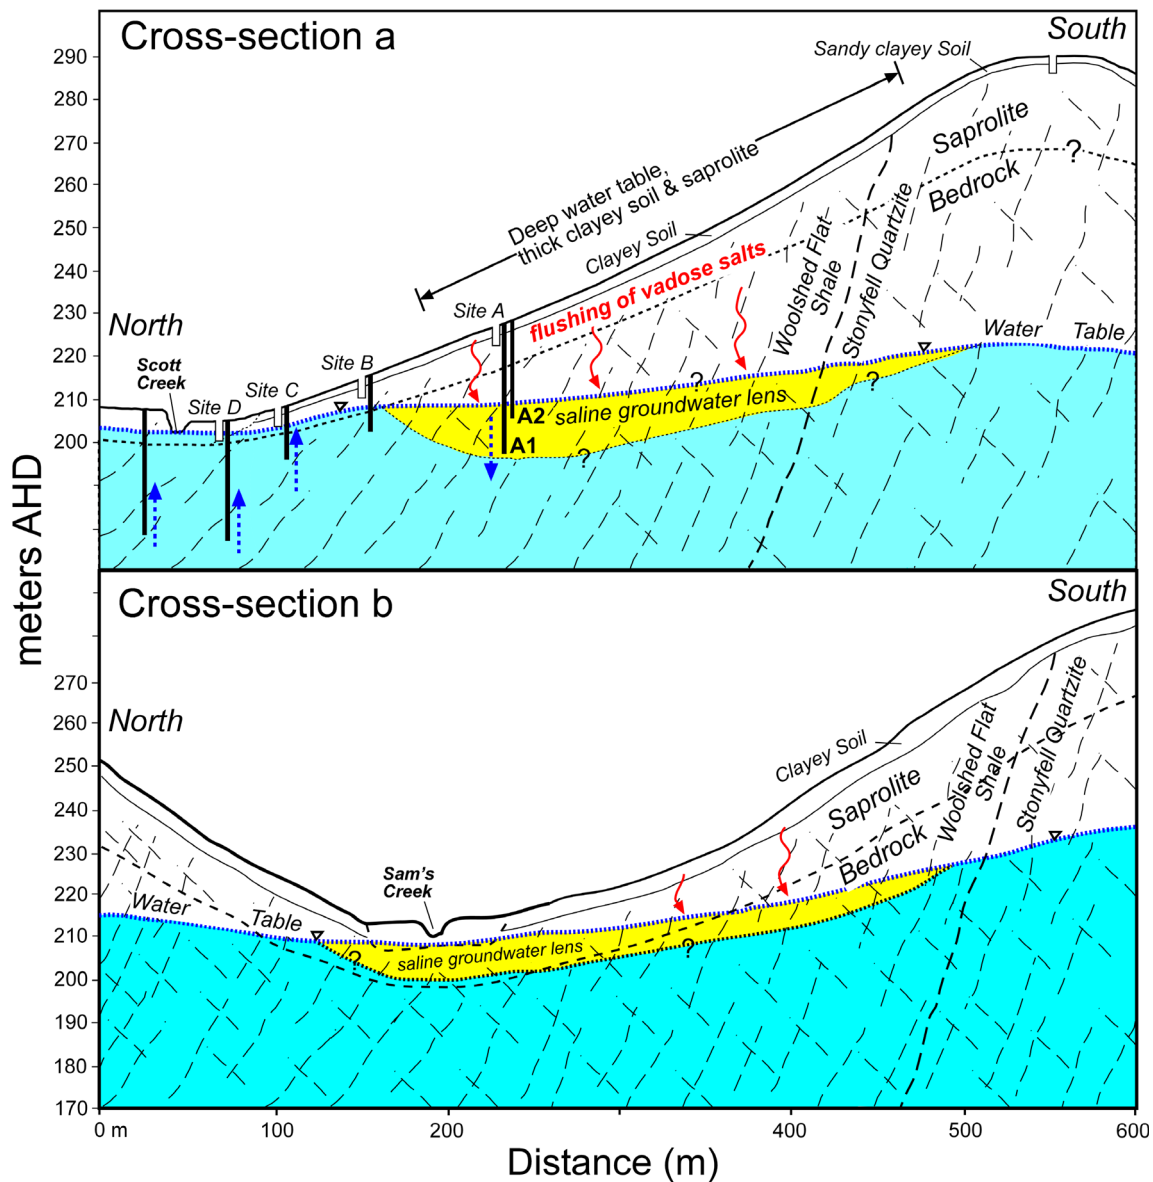 Cross-section a
South
Sandy clayey Soil
290
280
270
260
250
240
230
220
210
200
meters AHD
Deep water table,
thick clayey soil & saprolite
Saprolite
?
Bedrock
Clayey Soil
flushing of vadose salts
Woolshed Flat
Shale
Stonyfell Quartzite
North
Site A
Water Table
Scott
Creek
Site B
Site C
Site D
?
?
saline groundwater lens
A2
A1
?
Cross-section b
South
270
260
250
240
230
220
210
200
190
180
170
North
Clayey Soil
Saprolite
Bedrock
Woolshed Flat
Shale
Stonyfell Quartzite
Sam's
Creek
Water Table
?
saline groundwater lens
?
0 m
100
200
400
500
600
Distance (m)